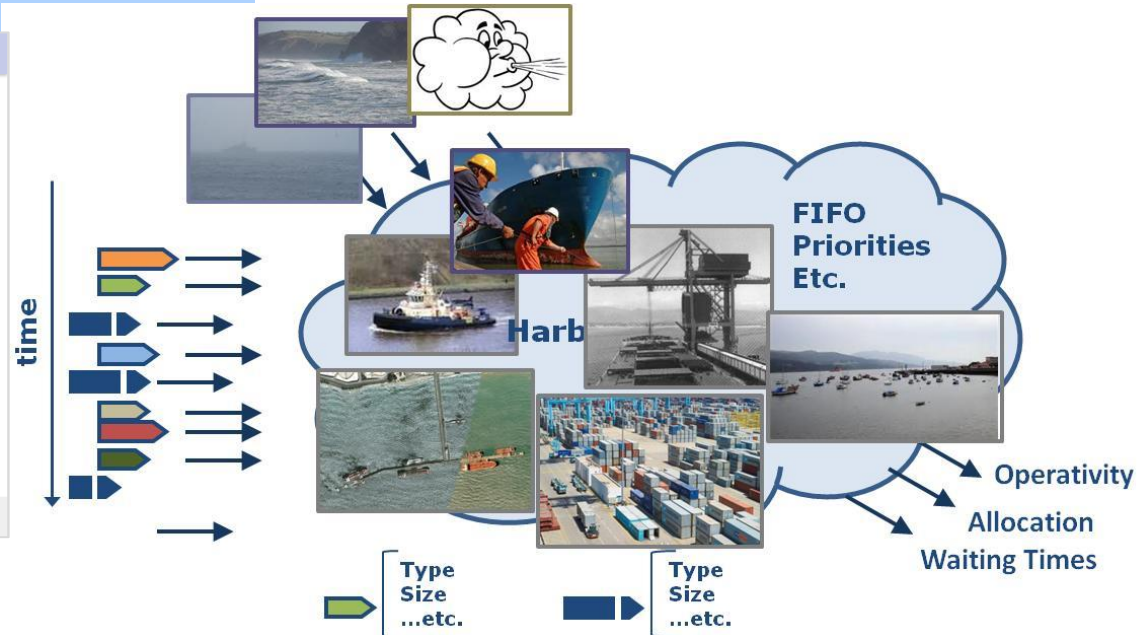 FIFO
Priorities
Etc.
time
Harb
Operativity
Allocation
Waiting Times
Type
Size
...etc.
Type
Size
...etc.